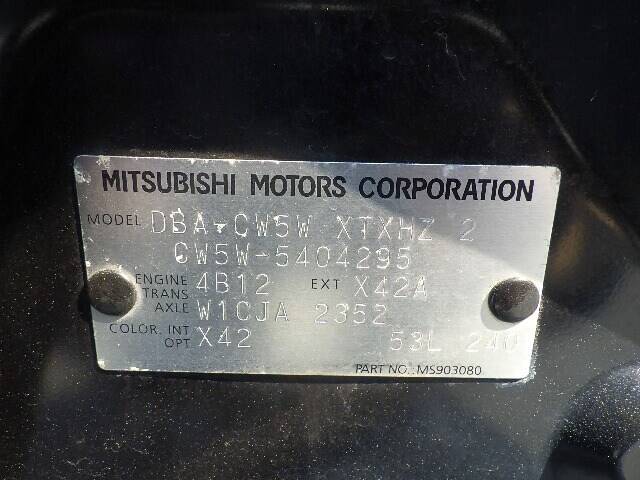 MITSUBISHI MOTORS CORPORATION
MODEL DBA-CW5W XTXHZ 2
CW5W-5404295
ENGINE 4B12 EXT X42A
TRANS AXLE W1CJA 2352
COLOR, INT OPT X42 53L 240
PART NO.: MS903080